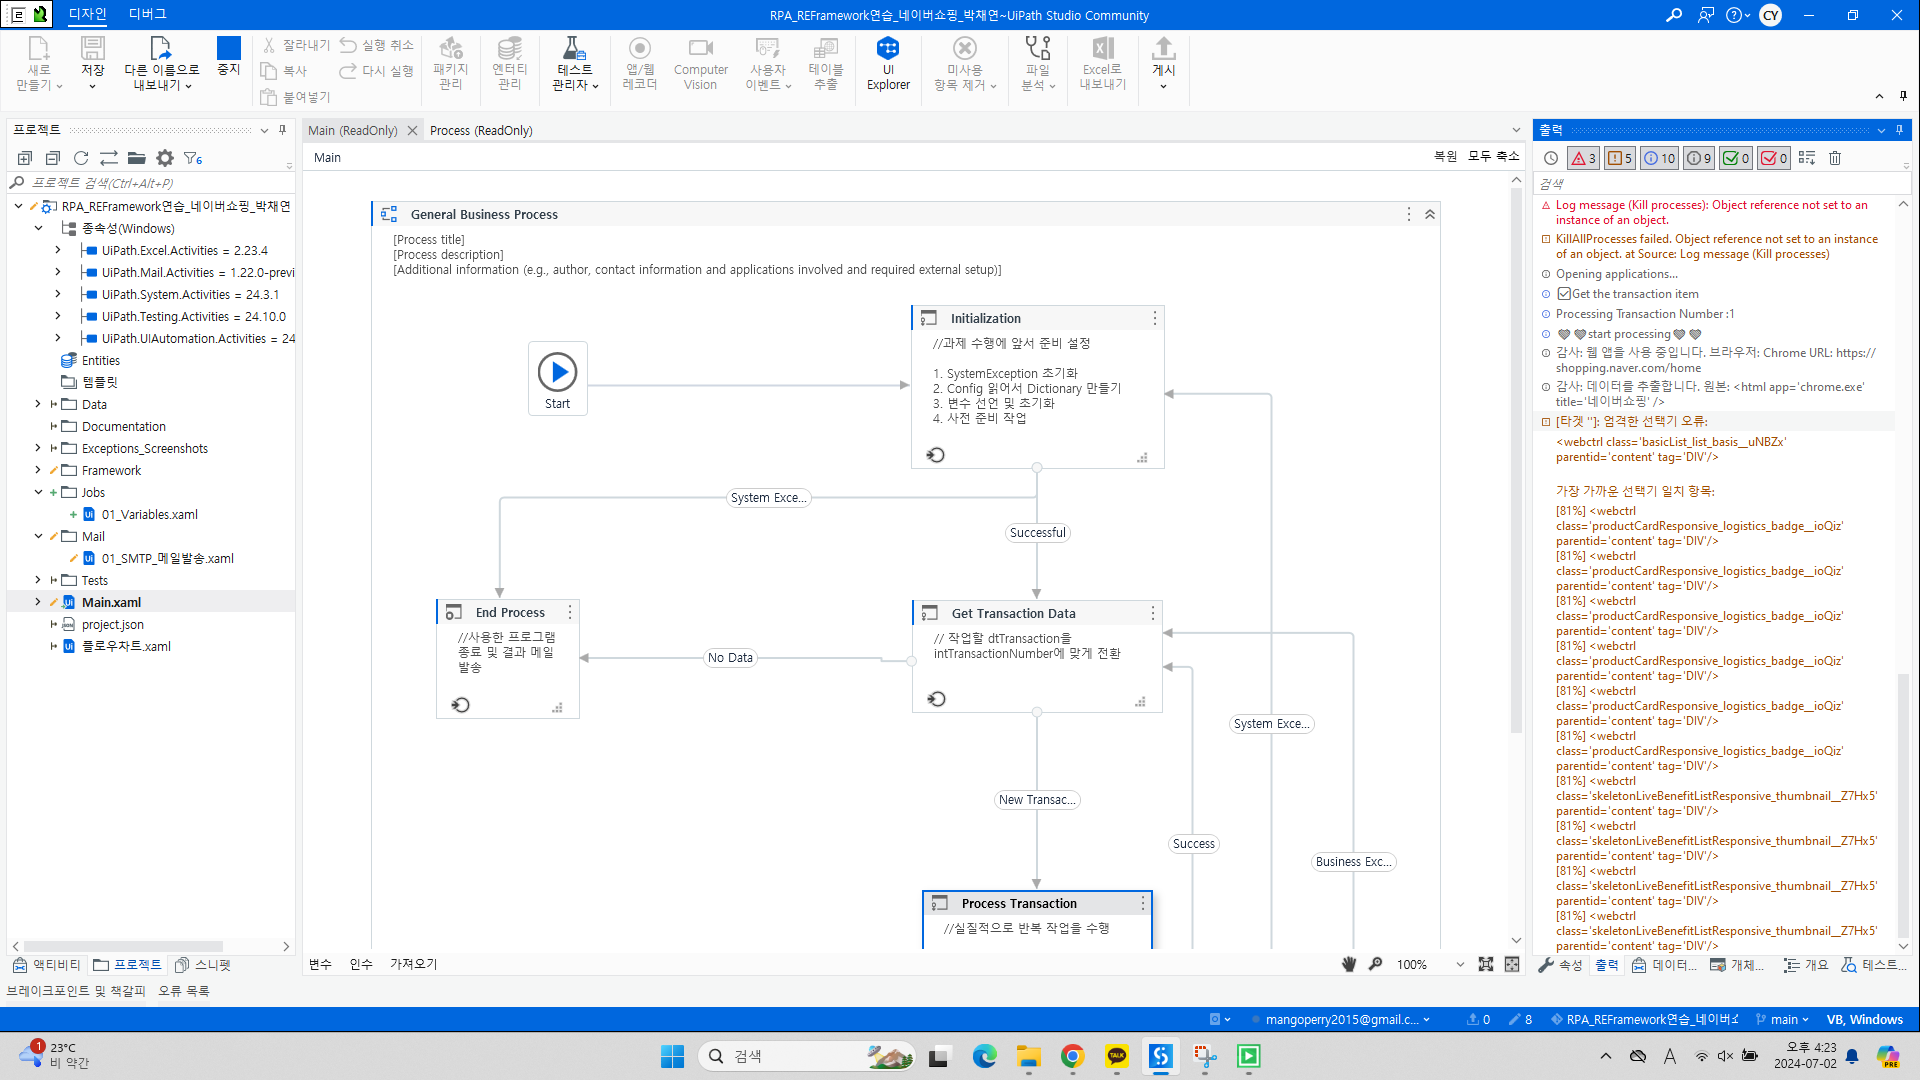 디자인
디버그
RPA_REFramework연습_네이버쇼핑_박채연~UiPath Studio Community
CY
새로 만들기
저장
다른 이름으로 내보내기
중지
잘라내기
복사
붙여넣기
실행 취소
다시 실행
패키지 관리
엔터티 관리
테스트 관리자
앱/웹 레코더
Computer Vision
사용자 이벤트
테이블 추출
UI Explorer
미사용 항목 제거
파일 분석
Excel로 내보내기
게시
프로젝트
6
프로젝트 검색(Ctrl+Alt+P)
RPA_REFramework연습_네이버쇼핑_박채연
종속성(Windows)
UiPath.Excel.Activities = 2.23.4
UiPath.Mail.Activities = 1.22.0-previ
UiPath.System.Activities = 24.3.1
UiPath.Testing.Activities = 24.10.0
UiPath.UIAutomation.Activities = 24
Entities
템플릿
Data
Documentation
Exceptions_Screenshots
Framework
Jobs
01_Variables.xaml
Mail
01_SMTP_메일발송.xaml
Tests
Main.xaml
project.json
플로우차트.xaml
액티비티
프로젝트
스니펫
브레이크포인트 및 책갈피
오류 목록
Main (ReadOnly)
Process (ReadOnly)
Main
복원
모두 축소
General Business Process
[Process title]
[Process description]
[Additional information (e.g., author, contact information and applications involved and required external setup)]
Start
Initialization
//과제 수행에 앞서 준비 설정
1. SystemException 초기화
2. Config 읽어서 Dictionary 만들기
3. 변수 선언 및 초기화
4. 사전 준비 작업
System Exce...
Successful
End Process
//사용한 프로그램
종료 및 결과 메일
발송
No Data
Get Transaction Data
// 작업할 dtTransaction을
intTransactionNumber에 맞게 전환
System Exce...
New Transac...
Success
Business Exc...
Process Transaction
//실질적으로 반복 작업을 수행
변수
인수
가져오기
100%
출력
3
5
10
9
0
0
검색
Log message (Kill processes): Object reference not set to an
instance of an object.
KillAllProcesses failed. Object reference not set to an instance
of an object. at Source: Log message (Kill processes)
Opening applications...
Get the transaction item
Processing Transaction Number :1
start processing
감사: 웹 앱을 사용 중입니다. 브라우저: Chrome URL: https://
shopping.naver.com/home
감사: 데이터를 추출합니다. 원본: <html app='chrome.exe'
title='네이버쇼핑' />
[타겟 '']: 엄격한 선택기 오류:
<webctrl class='basicList_list_basis__uNBZx'
parentid='content' tag='DIV'/>
가장 가까운 선택기 일치 항목:
[81%] <webctrl
class='productCardResponsive_logistics_badge__ioQiz'
parentid='content' tag='DIV'/>
[81%] <webctrl
class='productCardResponsive_logistics_badge__ioQiz'
parentid='content' tag='DIV'/>
[81%] <webctrl
class='productCardResponsive_logistics_badge__ioQiz'
parentid='content' tag='DIV'/>
[81%] <webctrl
class='productCardResponsive_logistics_badge__ioQiz'
parentid='content' tag='DIV'/>
[81%] <webctrl
class='productCardResponsive_logistics_badge__ioQiz'
parentid='content' tag='DIV'/>
[81%] <webctrl
class='productCardResponsive_logistics_badge__ioQiz'
parentid='content' tag='DIV'/>
[81%] <webctrl
class='skeletonLiveBenefitListResponsive_thumbnail__Z7Hx5'
parentid='content' tag='DIV'/>
[81%] <webctrl
class='skeletonLiveBenefitListResponsive_thumbnail__Z7Hx5'
parentid='content' tag='DIV'/>
[81%] <webctrl
class='skeletonLiveBenefitListResponsive_thumbnail__Z7Hx5'
parentid='content' tag='DIV'/>
[81%] <webctrl
class='skeletonLiveBenefitListResponsive_thumbnail__Z7Hx5'
parentid='content' tag='DIV'/>
속성
출력
데이터...
개체...
개요
테스트...
mangoperry2015@gmail.c...
0
8
RPA_REFramework연습_네이버쇼
main
VB, Windows
1
23°C
비 약간
검색
TALK
A
오후 4:23
2024-07-02
PRE